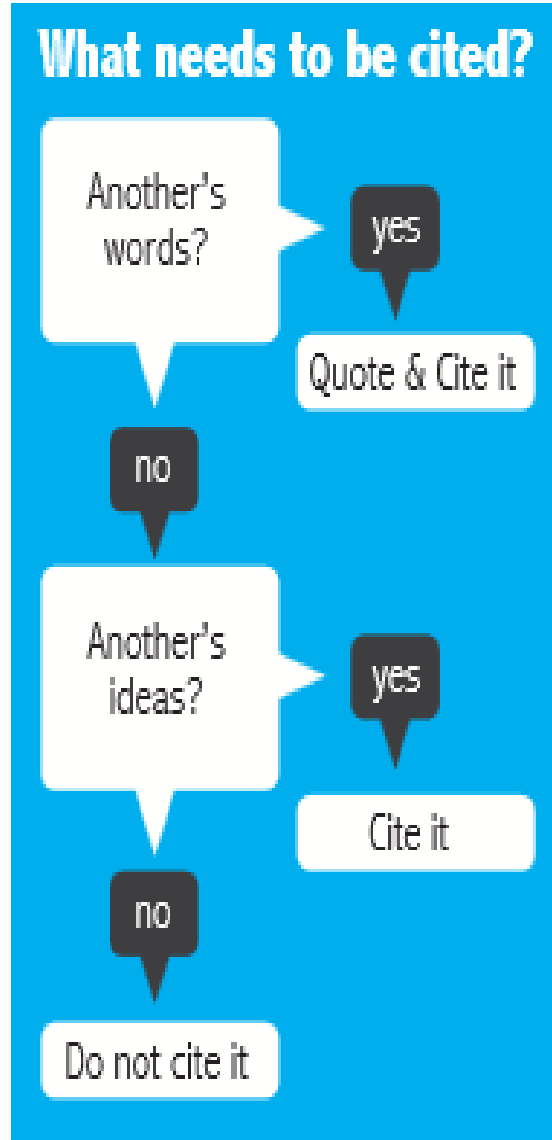 What needs to be cited?
Another's
words?
yes
Quote & Cite it
no
Another's
ideas?
yes
Cite it
no
Do not cite it